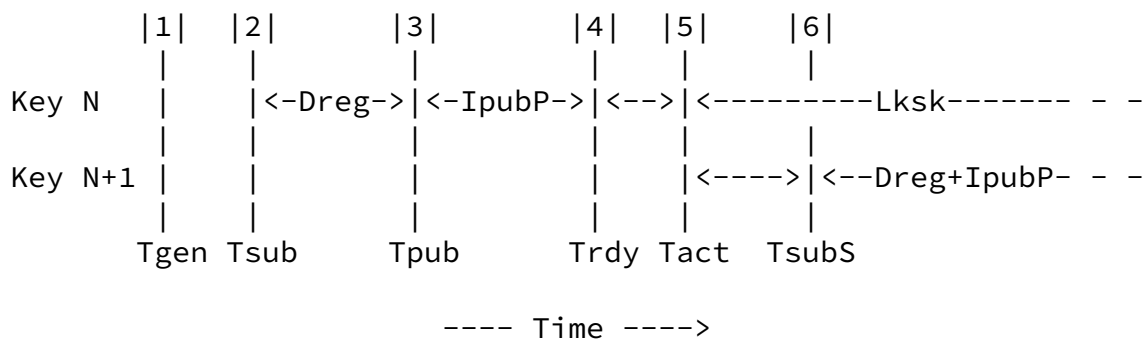 |1|   |2|       |3|         |4|  |5|    |6|
 |     |         |           |    |      |
Key N    |     |<-Dreg->|<-IpubP->|<-->|<---------Lksk------- - -
 |     |         |           |    |      |
Key N+1 |     |         |           |    |<---->|<--Dreg+IpubP- - -
 |     |         |           |    |      |
Tgen Tsub      Tpub        Trdy Tact  TsubS
---- Time ---->